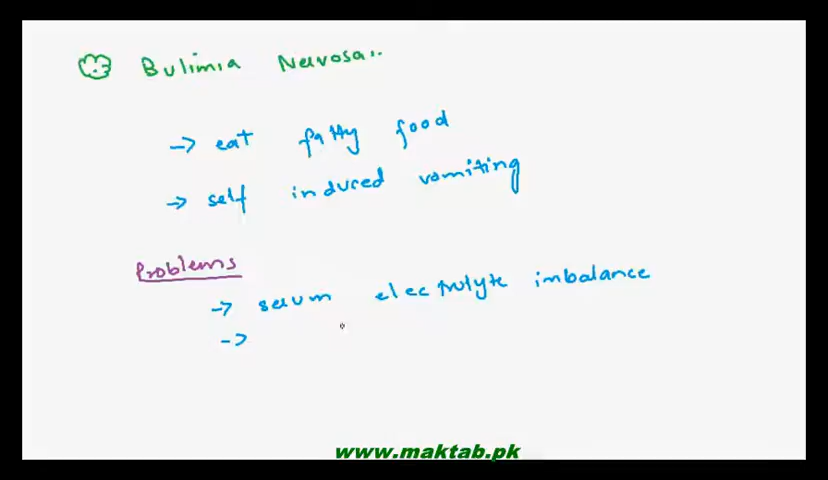 Bulimia Nervosa:.
→ eat fatty food
→ self induced vomiting
Problems
→ serum electrolyte imbalance
→
www.maktab.pk